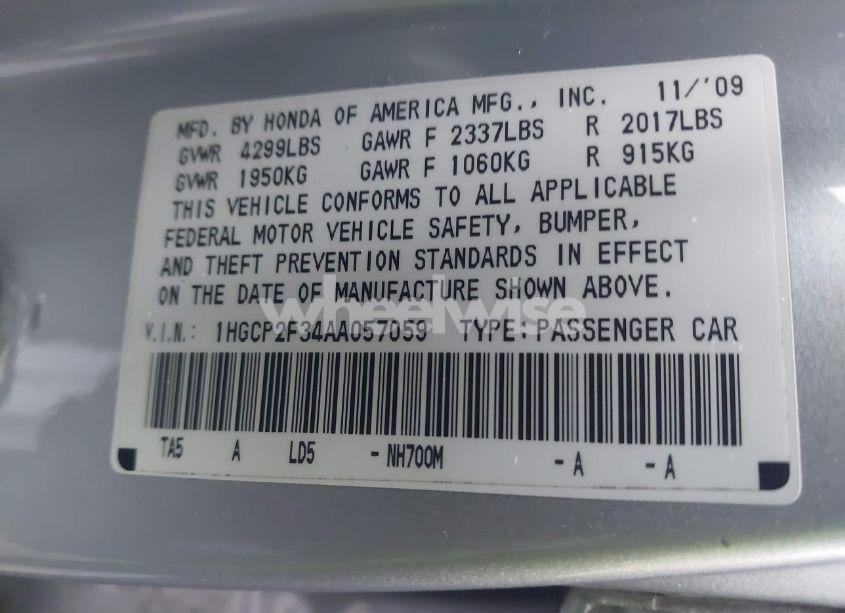 MFD. BY HONDA OF AMERICA MFG., INC. 11/'09
GVWR 4299LBS GAWR F 2337LBS R 2017LBS
GVWR 1950KG GAWR F 1060KG R 915KG
THIS VEHICLE CONFORMS TO ALL APPLICABLE
FEDERAL MOTOR VEHICLE SAFETY, BUMPER,
AND THEFT PREVENTION STANDARDS IN EFFECT
ON THE DATE OF MANUFACTURE SHOWN ABOVE.
wheelwise
V.I.N.: 1HGCP2F34AA057059 TYPE:PASSENGER CAR
TA5 A LD5 -NH700M -A -A